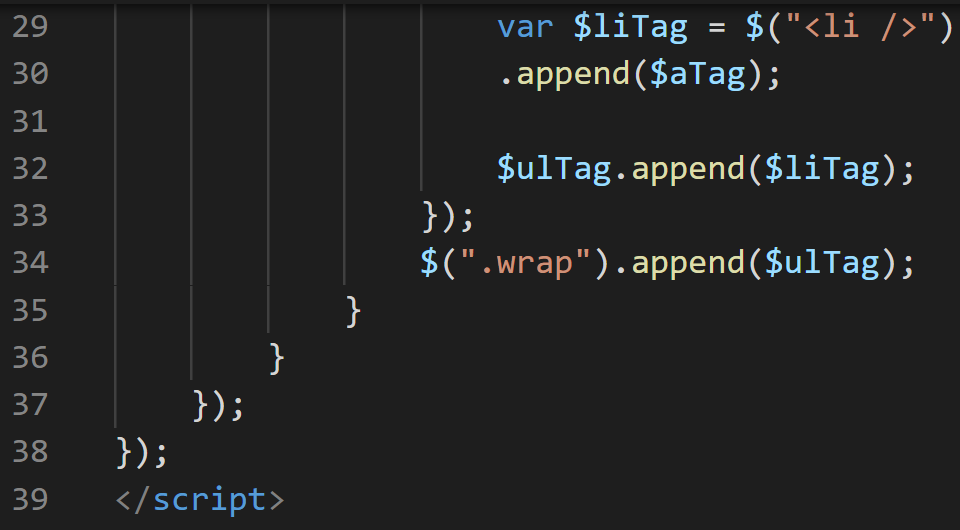 29 var $liTag = $("<li />")
30 .append($aTag);
31
32 $ulTag.append($liTag);
33 });
34 $(".wrap").append($ulTag);
35 }
36 }
37 });
38 });
39 </script>